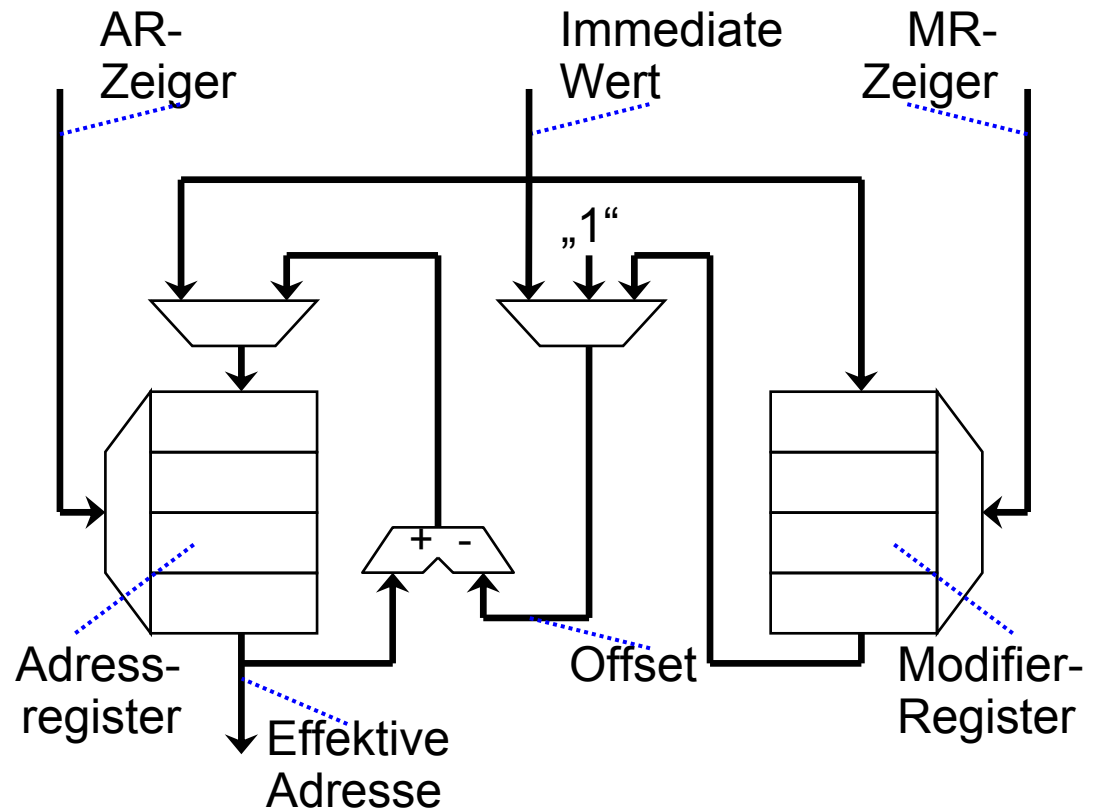 AR-
Zeiger
Immediate
Wert
MR-
Zeiger
„1“
+ -
Adress-
register
Offset
Modifier-
Register
Effektive
Adresse